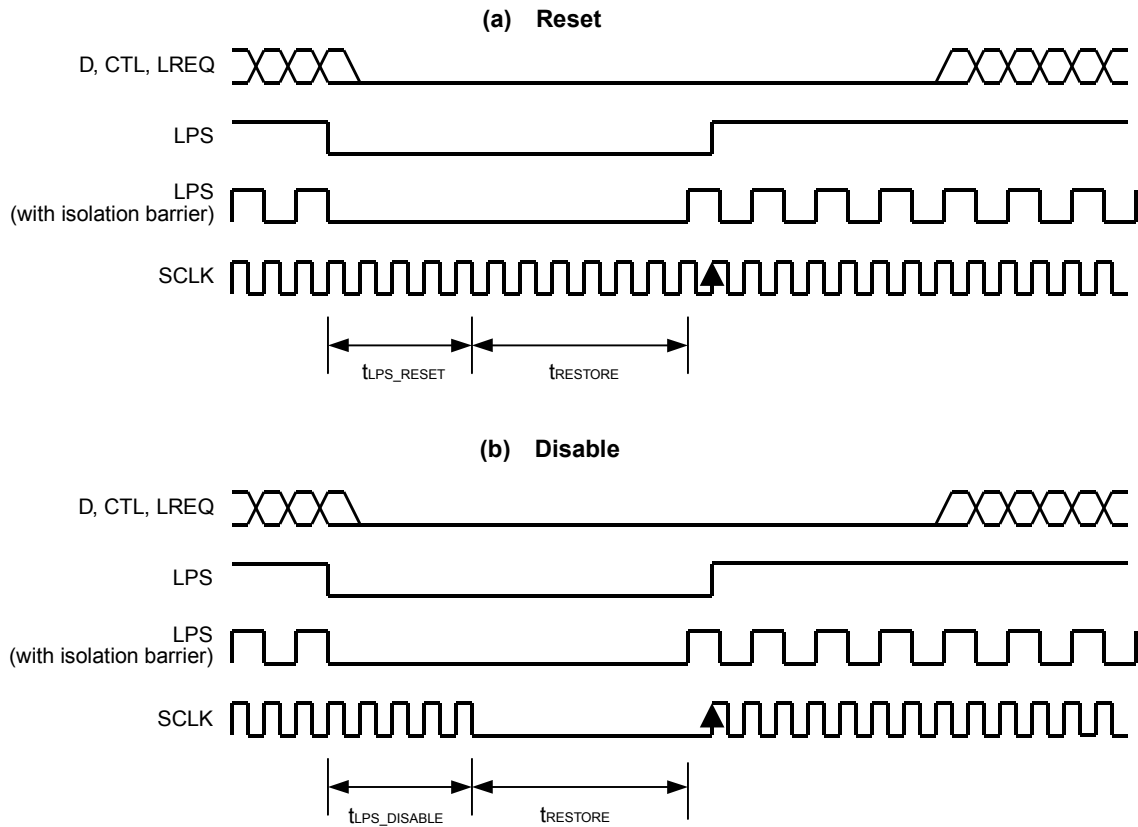 (a) Reset
D, CTL, LREQ
LPS
LPS
(with isolation barrier)
SCLK
tLPS_RESET
tRESTORE
(b) Disable
D, CTL, LREQ
LPS
LPS
(with isolation barrier)
SCLK
tLPS_DISABLE
tRESTORE